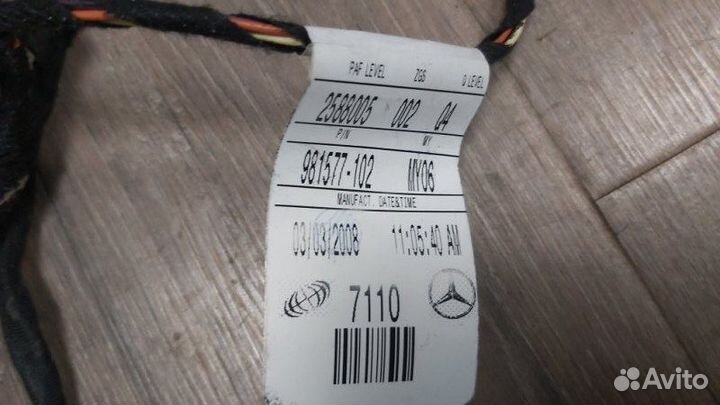 PAF LEVEL ZGS Q LEVEL
2588005 002 Q4
P/N MY
981577-102 MY06
MANUFACT. DATE&TIME
03/03/2008 11:05:40 AM
7110
Avito